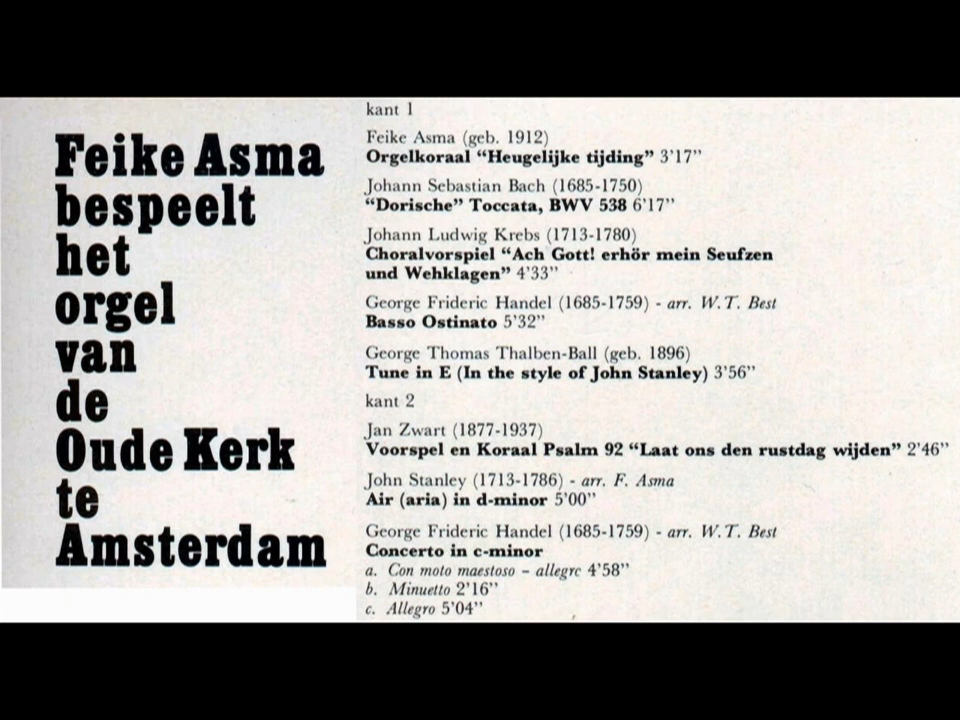 Feike Asma
bespeelt
het
orgel
van
de
Oude Kerk
te
Amsterdam
kant 1
Feike Asma (geb. 1912)
Orgelkoraal “Heugelijke tijding” 3’17”
Johann Sebastian Bach (1685-1750)
“Dorische” Toccata, BWV 538 6’17”
Johann Ludwig Krebs (1713-1780)
Choralvorspiel “Ach Gott! erhör mein Seufzen
und Wehklagen” 4’33”
George Frideric Handel (1685-1759) - arr. W.T. Best
Basso Ostinato 5’32”
George Thomas Thalben-Ball (geb. 1896)
Tune in E (In the style of John Stanley) 3’56”
kant 2
Jan Zwart (1877-1937)
Voorspel en Koraal Psalm 92 “Laat ons den rustdag wijden” 2’46”
John Stanley (1713-1786) - arr. F. Asma
Air (aria) in d-minor 5’00”
George Frideric Handel (1685-1759) - arr. W.T. Best
Concerto in c-minor
a. Con moto maestoso – allegro 4’58”
b. Minuetto 2’16”
c. Allegro 5’04”